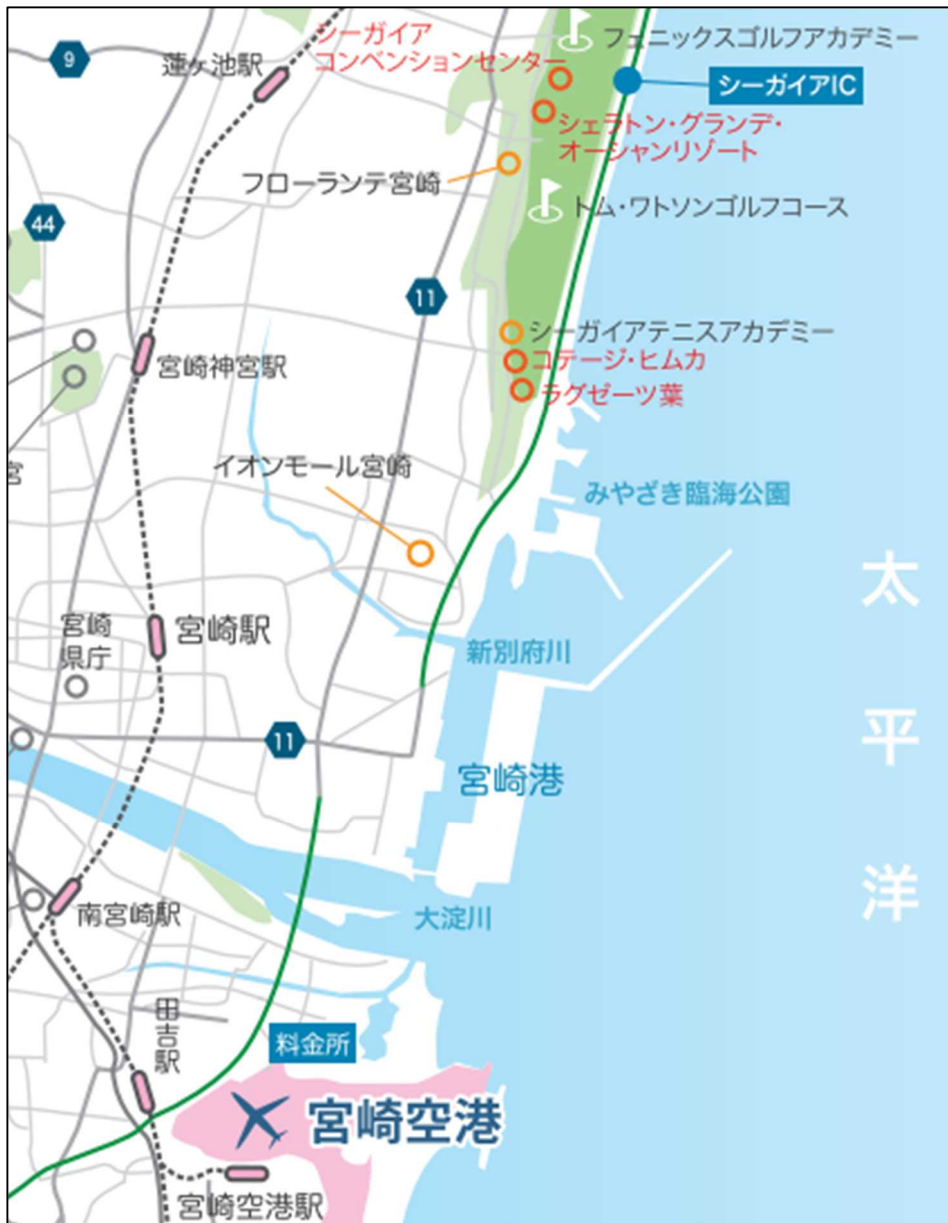 シーガイア
コンベンションセンター
フェニックスゴルフアカデミー
9
蓮ヶ池駅
シーガイアIC
シェラトン・グランデ・
オーシャンリゾート
フローランテ宮崎
トム・ワトソンゴルフコース
44
11
シーガイアテニスアカデミー
宮崎神宮駅
コテージ・ヒムカ
ラグゼーツ葉
イオンモール宮崎
宮
みやざき臨海公園
太平洋
宮崎
県庁
宮崎駅
新別府川
11
宮崎港
南宮崎駅
大淀川
田吉駅
料金所
宮崎空港
宮崎空港駅